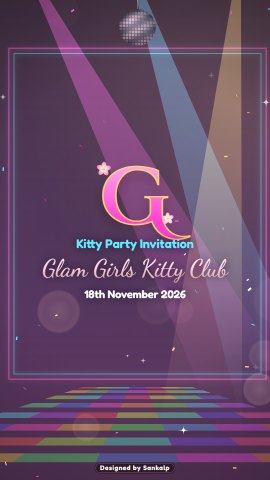 G
Kitty Party Invitation
Glam Girls Kitty Club
18th November 2026
Designed by Sankalp